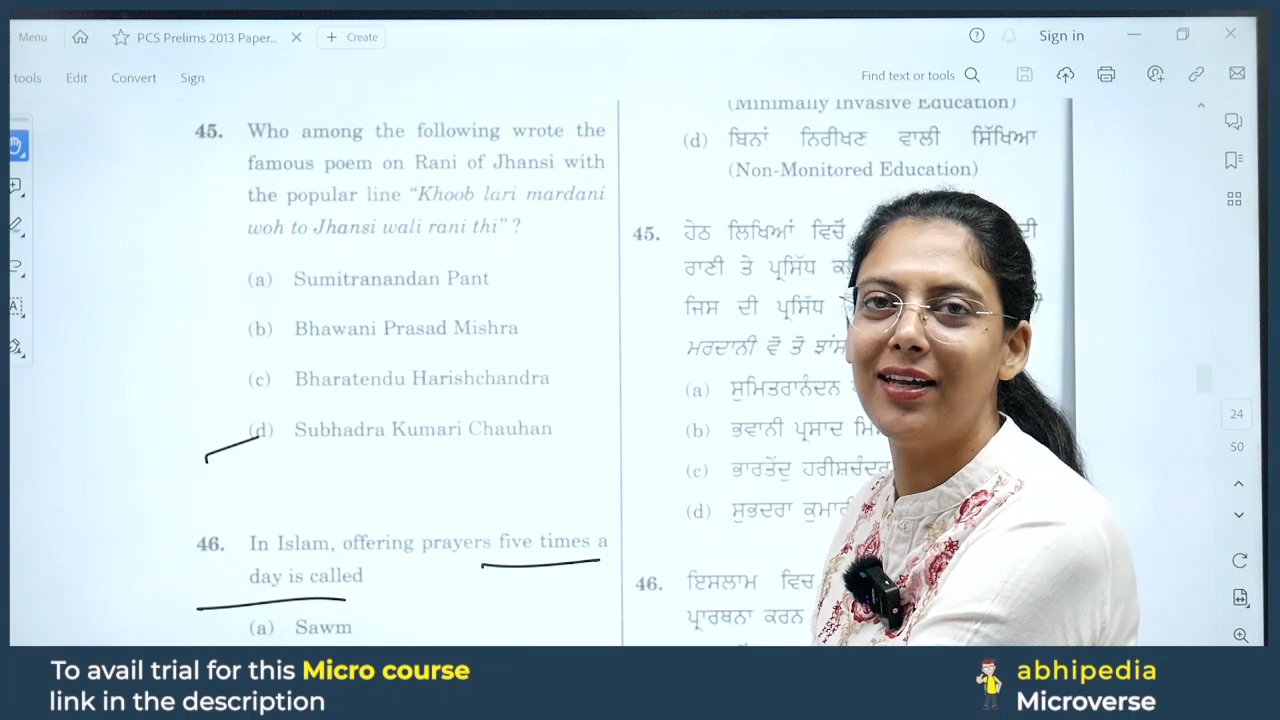 Menu
PCS Prelims 2013 Paper...
Create
Sign in
tools
Edit
Convert
Sign
Find text or tools
45. Who among the following wrote the
famous poem on Rani of Jhansi with
the popular line “Khoob lari mardani
woh to Jhansi wali rani thi” ?
(a) Sumitranandan Pant
(b) Bhawani Prasad Mishra
(c) Bharatendu Harishchandra
(d) Subhadra Kumari Chauhan
46. In Islam, offering prayers five times a
day is called
(a) Sawm
(Minimally Invasive Education)
(d) ਬਿਨਾਂ ਨਿਰੀਖਣ ਵਾਲੀ ਸਿੱਖਿਆ
(Non-Monitored Education)
45. ਹੇਠ ਲਿਖਿਆਂ ਵਿਚੋਂ
ਰਾਣੀ ਤੇ ਪ੍ਰਸਿੱਧ
ਜਿਸ ਦੀ ਪ੍ਰਸਿੱਧ
ਮਰਦਾਨੀ ਵੋ ਤੋ
(a) ਸੁਮਿਤਰਾਨੰਦਨ
(b) ਭਵਾਨੀ ਪ੍ਰਸਾਦ
(c) ਭਾਰਤੇਂਦੁ ਹਰੀਸ਼ਚੰਦਰ
(d) ਸੁਭਦਰਾ
46. ਇਸਲਾਮ ਵਿਚ
ਪ੍ਰਾਰਥਨਾ ਕਰਨ
24
50
To avail trial for this Micro course
link in the description
abhipedia
Microverse